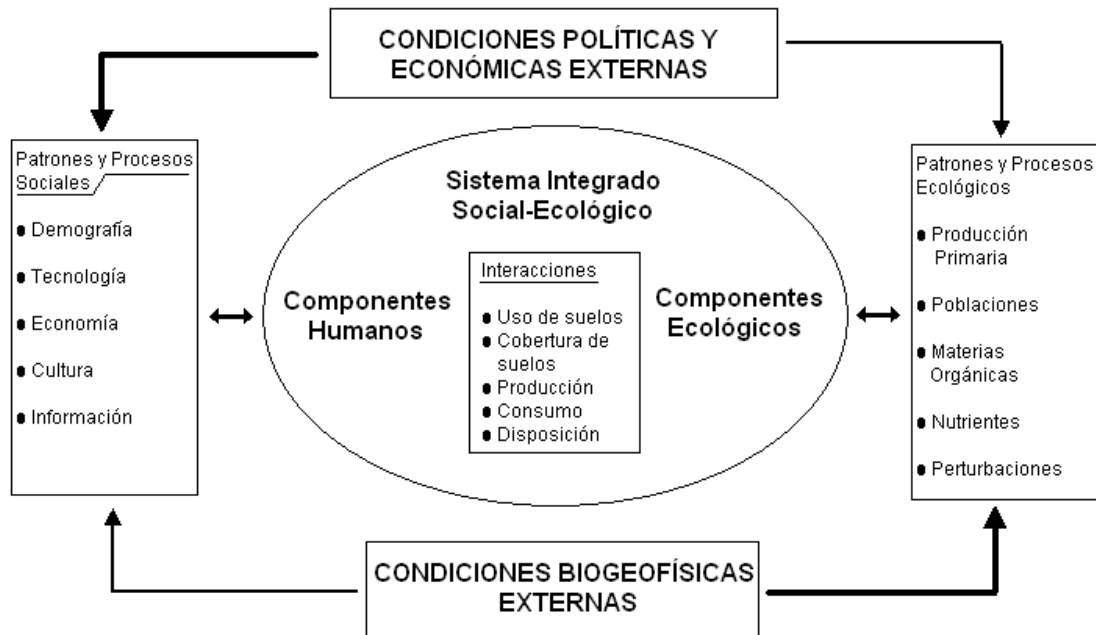 CONDICIONES POLÍTICAS Y
ECONÓMICAS EXTERNAS
Patrones y Procesos
Sociales
● Demografía
● Tecnología
● Economía
● Cultura
● Información
Sistema Integrado
Social-Ecológico
Componentes
Humanos
Interacciones
● Uso de suelos
● Cobertura de
suelos
● Producción
● Consumo
● Disposición
Componentes
Ecológicos
Patrones y Procesos
Ecológicos
● Producción
Primaria
● Poblaciones
● Materias
Orgánicas
● Nutrientes
● Perturbaciones
CONDICIONES BIOGEOFÍSICAS
EXTERNAS